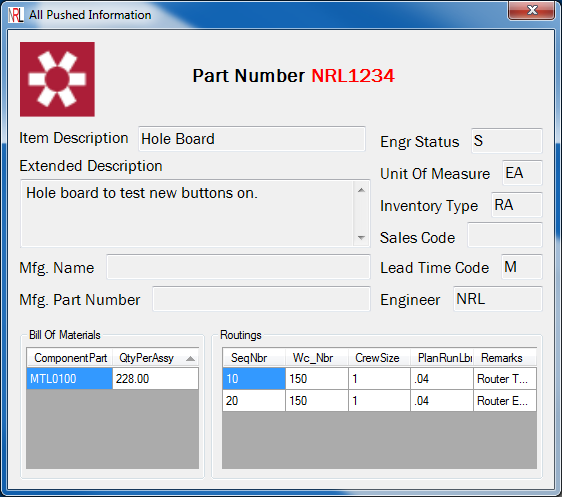 NRL All Pushed Information
Part Number NRL1234
Item Description Hole Board
Engr Status S
Extended Description
Unit Of Measure EA
Hole board to test new buttons on.
Inventory Type RA
Sales Code
Mfg. Name
Lead Time Code M
Mfg. Part Number
Engineer NRL
Bill Of Materials
ComponentPart QtyPerAssy
MTL0100 228.00
Routings
SeqNbr Wc_Nbr CrewSize PlanRunLbr Remarks
10 150 1 .04 Router T...
20 150 1 .04 Router E...